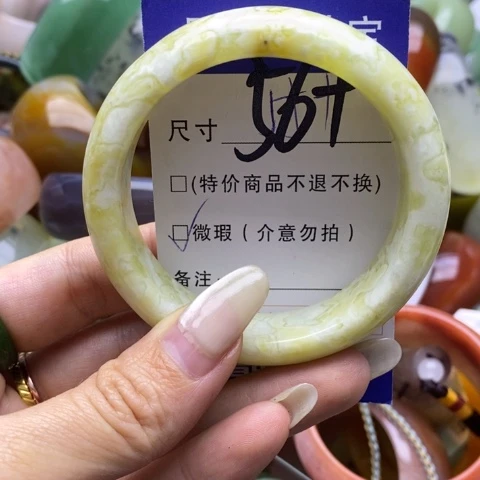 定
尺寸 56+
□(特价商品不退不换)
☑微瑕(介意勿拍)
备注